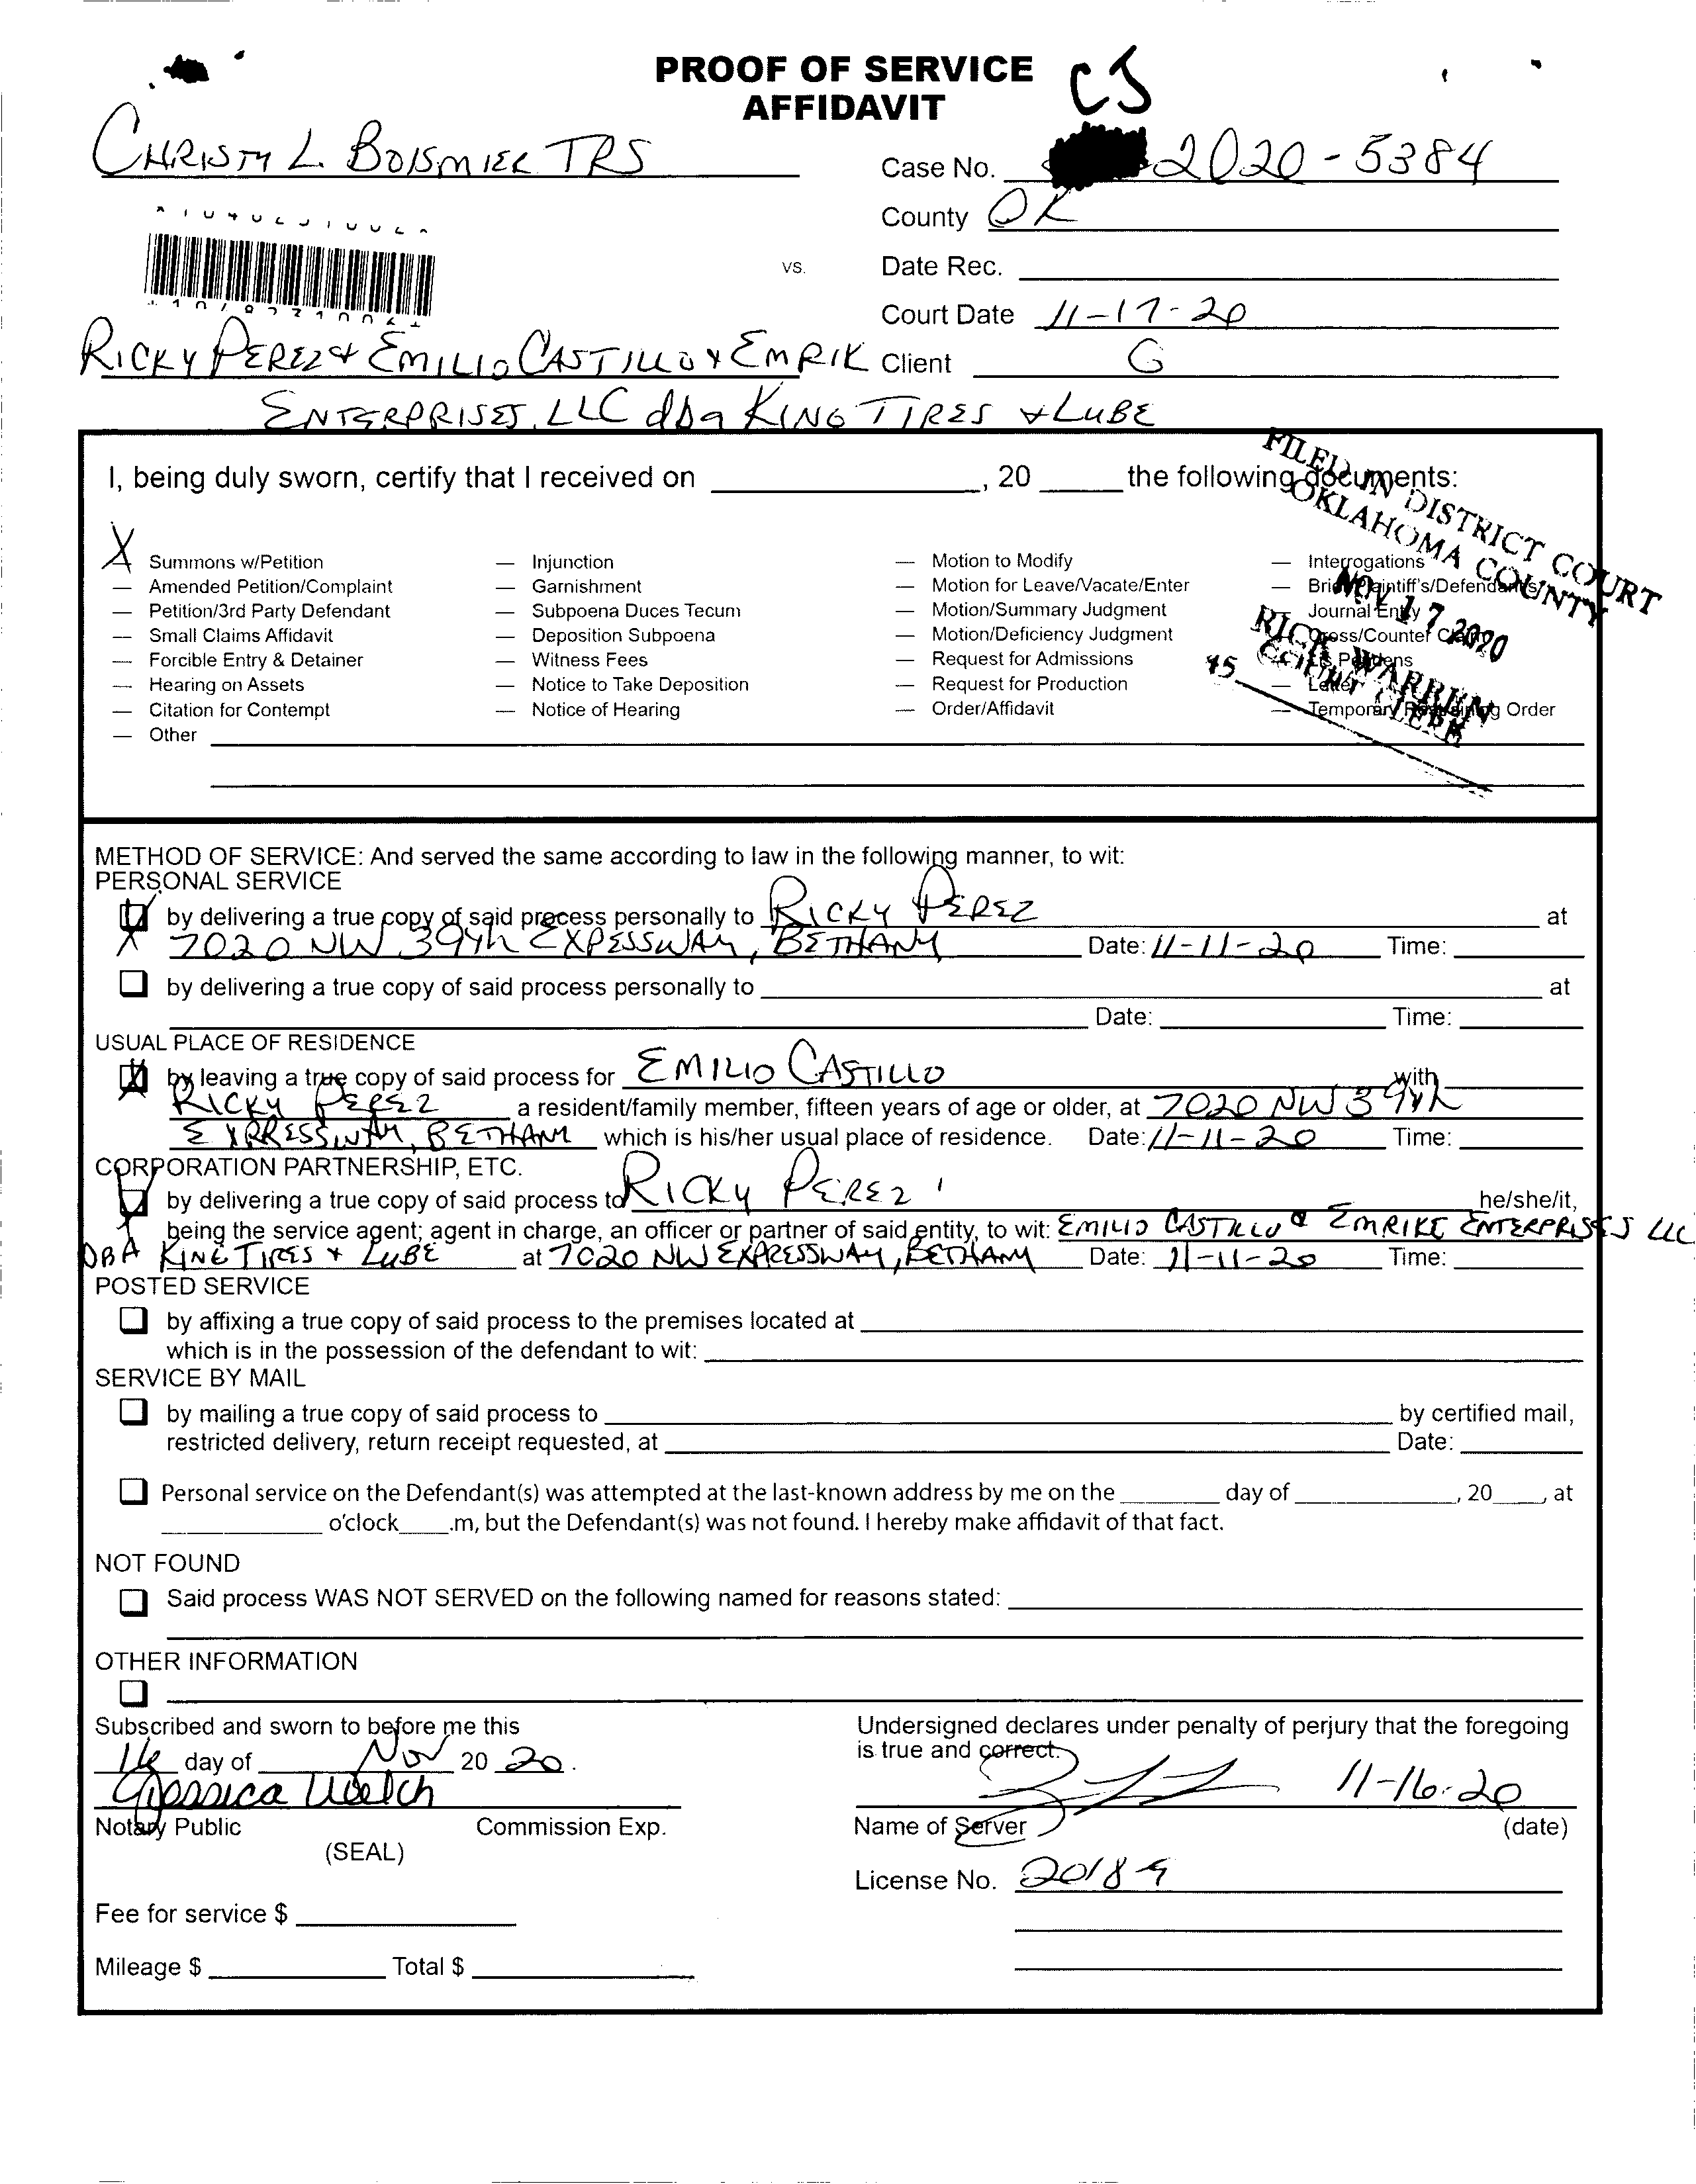 PROOF OF SERVICE
AFFIDAVIT
CJ
CHRISTY L. BOISMIER TRS
Case No. 2020-5384
County OK
vs.
Date Rec.
Court Date 11-17-20
RICKY PEREZ & EMILIO CASTILLO & EMRIK
Client G
ENTERPRISES, LLC dba KING TIRES & LUBE
I, being duly sworn, certify that I received on ____, 20 ____ the following documents:
FILED IN DISTRICT COURT
OKLAHOMA COUNTY
NOV 17 2020
RICK WARREN
COURT CLERK
45
X Summons w/Petition
— Amended Petition/Complaint
— Petition/3rd Party Defendant
— Small Claims Affidavit
— Forcible Entry & Detainer
— Hearing on Assets
— Citation for Contempt
— Other
— Injunction
— Garnishment
— Subpoena Duces Tecum
— Deposition Subpoena
— Witness Fees
— Notice to Take Deposition
— Notice of Hearing
— Motion to Modify
— Motion for Leave/Vacate/Enter
— Motion/Summary Judgment
— Motion/Deficiency Judgment
— Request for Admissions
— Request for Production
— Order/Affidavit
— Interrogations
— Brief Plaintiff's/Defendant's
— Journal Entry
— Cross/Counter Claim
— Lis Pendens
— Letter
— Temporary Restraining Order
METHOD OF SERVICE: And served the same according to law in the following manner, to wit:
PERSONAL SERVICE
by delivering a true copy of said process personally to RICKY PEREZ at
7020 NW 39th EXPESSWAY, BETHANY Date: 11-11-20 Time:
by delivering a true copy of said process personally to ____ at
Date: ____ Time:
USUAL PLACE OF RESIDENCE
by leaving a true copy of said process for EMILIO CASTILLO with
RICKY PEREZ a resident/family member, fifteen years of age or older, at 7020 NW 39th
EXPRESSWAY, BETHANY which is his/her usual place of residence. Date: 11-11-20 Time:
CORPORATION PARTNERSHIP, ETC.
by delivering a true copy of said process to RICKY PEREZ he/she/it,
being the service agent; agent in charge, an officer or partner of said entity, to wit: EMILIO CASTILLO & EMRIKE ENTERPRISES LLC
DBA KING TIRES & LUBE at 7020 NW EXPRESSWAY, BETHANY Date: 11-11-20 Time:
POSTED SERVICE
by affixing a true copy of said process to the premises located at
which is in the possession of the defendant to wit:
SERVICE BY MAIL
by mailing a true copy of said process to ____ by certified mail,
restricted delivery, return receipt requested, at ____ Date:
Personal service on the Defendant(s) was attempted at the last-known address by me on the ____ day of ____, 20____, at
____ o'clock____.m, but the Defendant(s) was not found. I hereby make affidavit of that fact.
NOT FOUND
Said process WAS NOT SERVED on the following named for reasons stated:
OTHER INFORMATION
Subscribed and sworn to before me this
16 day of Nov 20 20.
Jessica Welch
Notary Public Commission Exp.
(SEAL)
Fee for service $
Mileage $ ____ Total $
Undersigned declares under penalty of perjury that the foregoing
is true and correct.
11-16-20
Name of Server (date)
License No. 2018-9